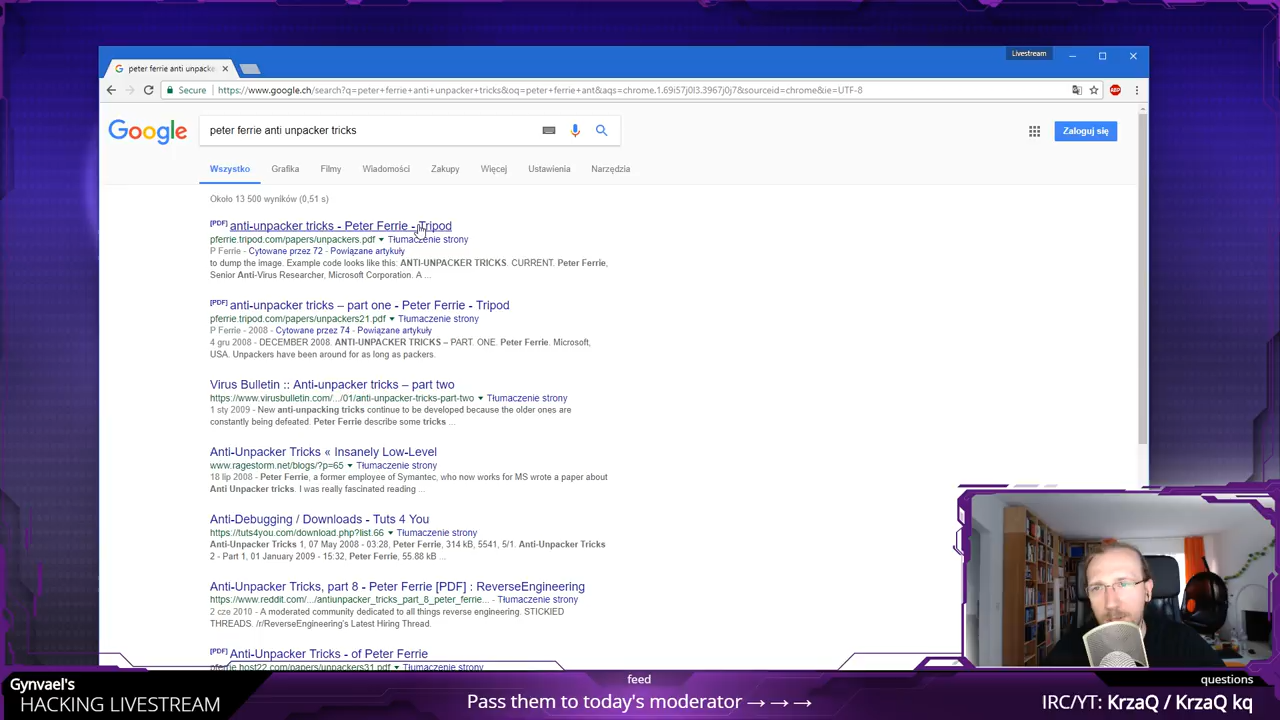 Livestream
peter ferrie anti unpacke
Secure https://www.google.ch/search?q=peter+ferrie+anti+unpacker+tricks&oq=peter+ferrie+ant&aqs=chrome.1.69i57j0l3.3967j0j7&sourceid=chrome&ie=UTF-8
ABP
Google peter ferrie anti unpacker tricks Zaloguj się
Wszystko Grafika Filmy Wiadomości Zakupy Więcej Ustawienia Narzędzia
Około 13 500 wyników (0,51 s)
[PDF] anti-unpacker tricks - Peter Ferrie - Tripod
pferrie.tripod.com/papers/unpackers.pdf Tłumaczenie strony
P Ferrie - Cytowane przez 72 - Powiązane artykuły
to dump the image. Example code looks like this: ANTI-UNPACKER TRICKS. CURRENT. Peter Ferrie,
Senior Anti-Virus Researcher, Microsoft Corporation. A ...
[PDF] anti-unpacker tricks – part one - Peter Ferrie - Tripod
pferrie.tripod.com/papers/unpackers21.pdf Tłumaczenie strony
P Ferrie - 2008 - Cytowane przez 74 - Powiązane artykuły
4 gru 2008 - DECEMBER 2008. ANTI-UNPACKER TRICKS – PART. ONE. Peter Ferrie. Microsoft,
USA. Unpackers have been around for as long as packers.
Virus Bulletin :: Anti-unpacker tricks – part two
https://www.virusbulletin.com/.../01/anti-unpacker-tricks-part-two Tłumaczenie strony
1 sty 2009 - New anti-unpacking tricks continue to be developed because the older ones are
constantly being defeated. Peter Ferrie describe some tricks ...
Anti-Unpacker Tricks « Insanely Low-Level
www.ragestorm.net/blogs/?p=65 Tłumaczenie strony
18 lip 2008 - Peter Ferrie, a former employee of Symantec, who now works for MS wrote a paper about
Anti Unpacker tricks. I was really fascinated reading ...
Anti-Debugging / Downloads - Tuts 4 You
https://tuts4you.com/download.php?list.66 Tłumaczenie strony
Anti-Unpacker Tricks 1, 07 May 2008 - 03:28, Peter Ferrie, 314 kB, 5541, 5/1. Anti-Unpacker Tricks
2 - Part 1, 01 January 2009 - 15:32, Peter Ferrie, 55.88 kB ...
Anti-Unpacker Tricks, part 8 - Peter Ferrie [PDF] : ReverseEngineering
https://www.reddit.com/.../antiunpacker_tricks_part_8_peter_ferrie... Tłumaczenie strony
2 cze 2010 - A moderated community dedicated to all things reverse engineering. STICKIED
THREADS. /r/ReverseEngineering's Latest Hiring Thread.
[PDF] Anti-Unpacker Tricks - of Peter Ferrie
pferrie.host22.com/papers/unpackers31.pdf Tłumaczenie strony
Gynvael's
HACKING LIVESTREAM
feed
Pass them to today's moderator → → →
questions
IRC/YT: KrzaQ / KrzaQ kq